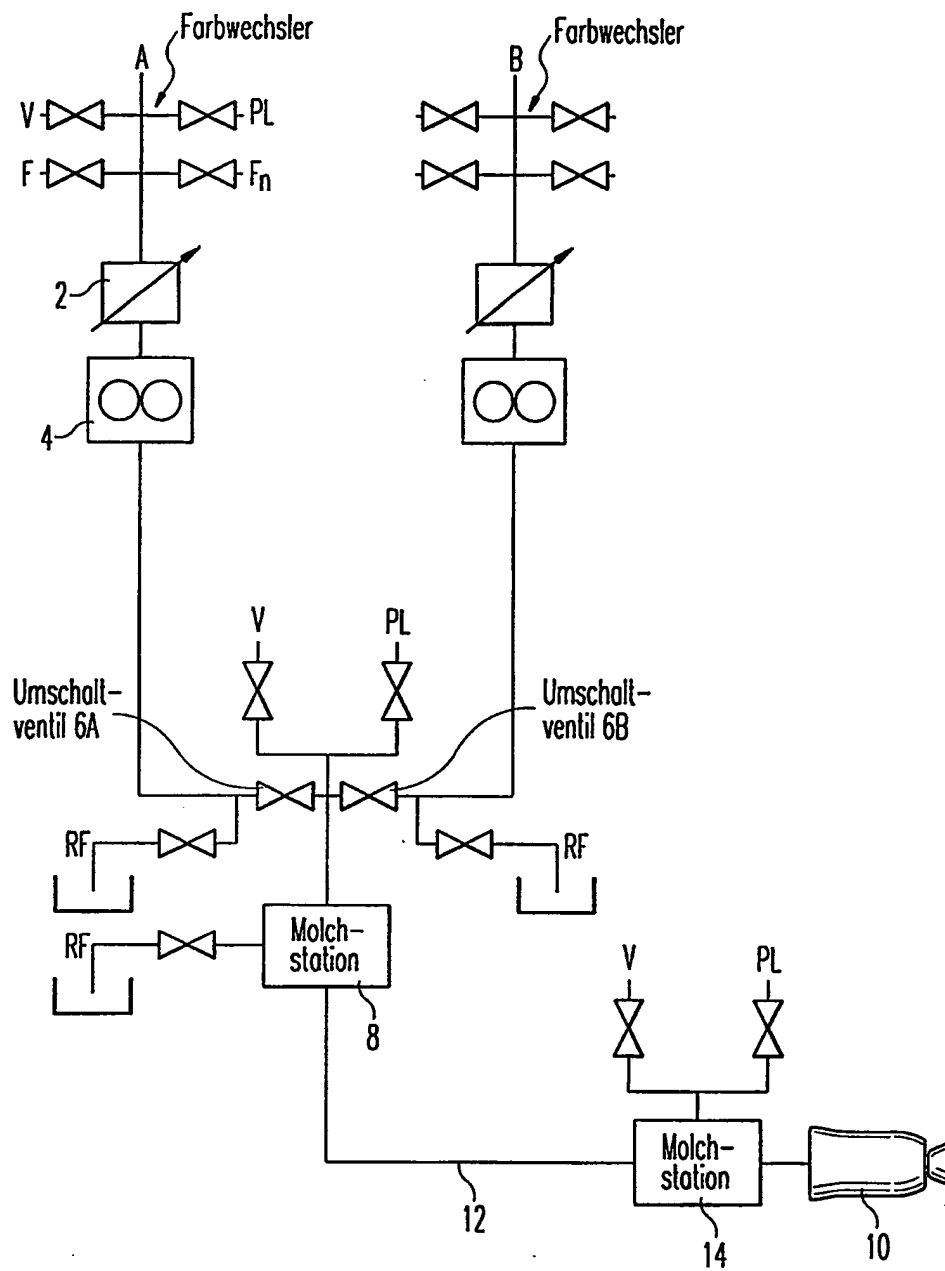 Farbwechsler
Farbwechsler
A
B
V
PL
F
Fn
2
4
V
PL
Umschalt-
ventil 6A
Umschalt-
ventil 6B
RF
RF
RF
Molch-
station
8
V
PL
Molch-
station
12
14
10